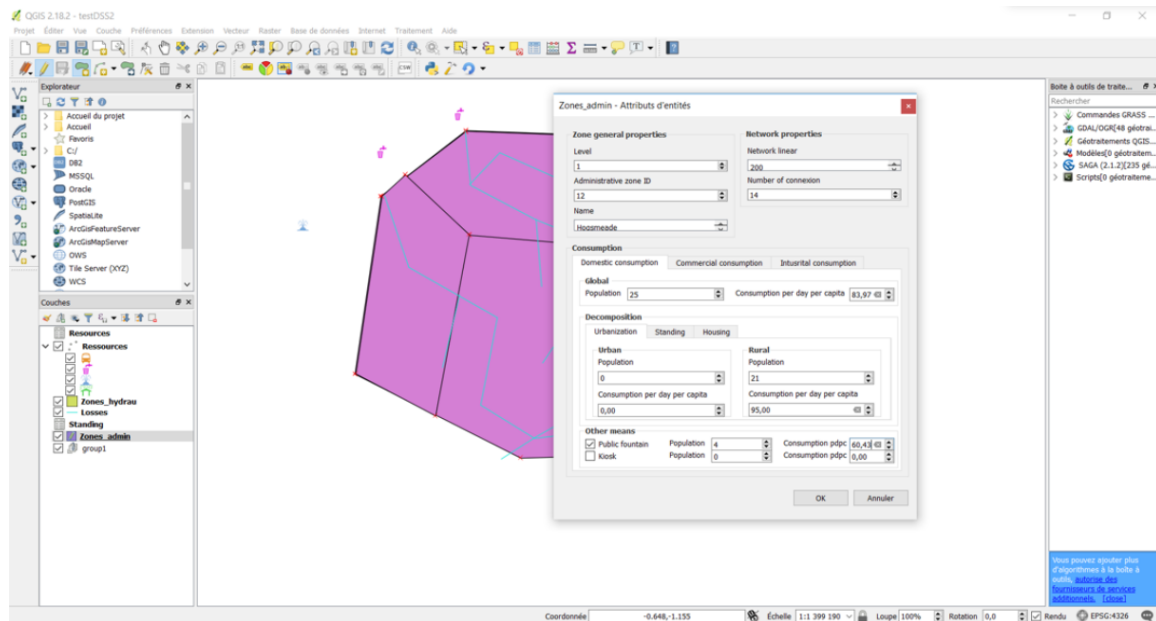 QGIS 2.18.2 - testDSS2
Projet Éditer Vue Couche Préférences Extension Vecteur Raster Base de données Internet Traitement Aide
Explorateur
Accueil du projet
Accueil
Favoris
C:/
DB2
MSSQL
Oracle
PostGIS
SpatiaLite
ArcGisFeatureServer
ArcGisMapServer
OWS
Tile Server (XYZ)
WCS
Couches
Resources
Ressources
Zones_hydrau
Losses
Standing
Zones_admin
group1
Zones_admin - Attributs d'entités
Zone general properties
Level
1
Administrative zone ID
12
Name
Hogsmeade
Network properties
Network linear
200
Number of connexion
14
Consumption
Domestic consumption Commercial consumption Intusrital consumption
Global
Population 25 Consumption per day per capita 83,97
Decomposition
Urbanization Standing Housing
Urban
Population
0
Consumption per day per capita
0,00
Rural
Population
21
Consumption per day per capita
95,00
Other means
Public fountain Population 4 Consumption pdpc 60,43
Kiosk Population 0 Consumption pdpc 0,00
OK Annuler
Boite à outils de traite...
Rechercher
Commandes GRASS ...
GDAL/OGR[48 géotrai...
Géotraitements QGIS...
Modèles[0 géotraitem...
SAGA (2.1.2)[235 gé...
Scripts[0 géotraiteme...
Vous pouvez ajouter plus
d'algorithmes à la boîte à
outils, autorise des
fournisseurs de services
additionnels. [close]
Coordonnée -0.648,-1.155 Échelle 1:1 399 190 Loupe 100% Rotation 0,0 Rendu EPSG:4326